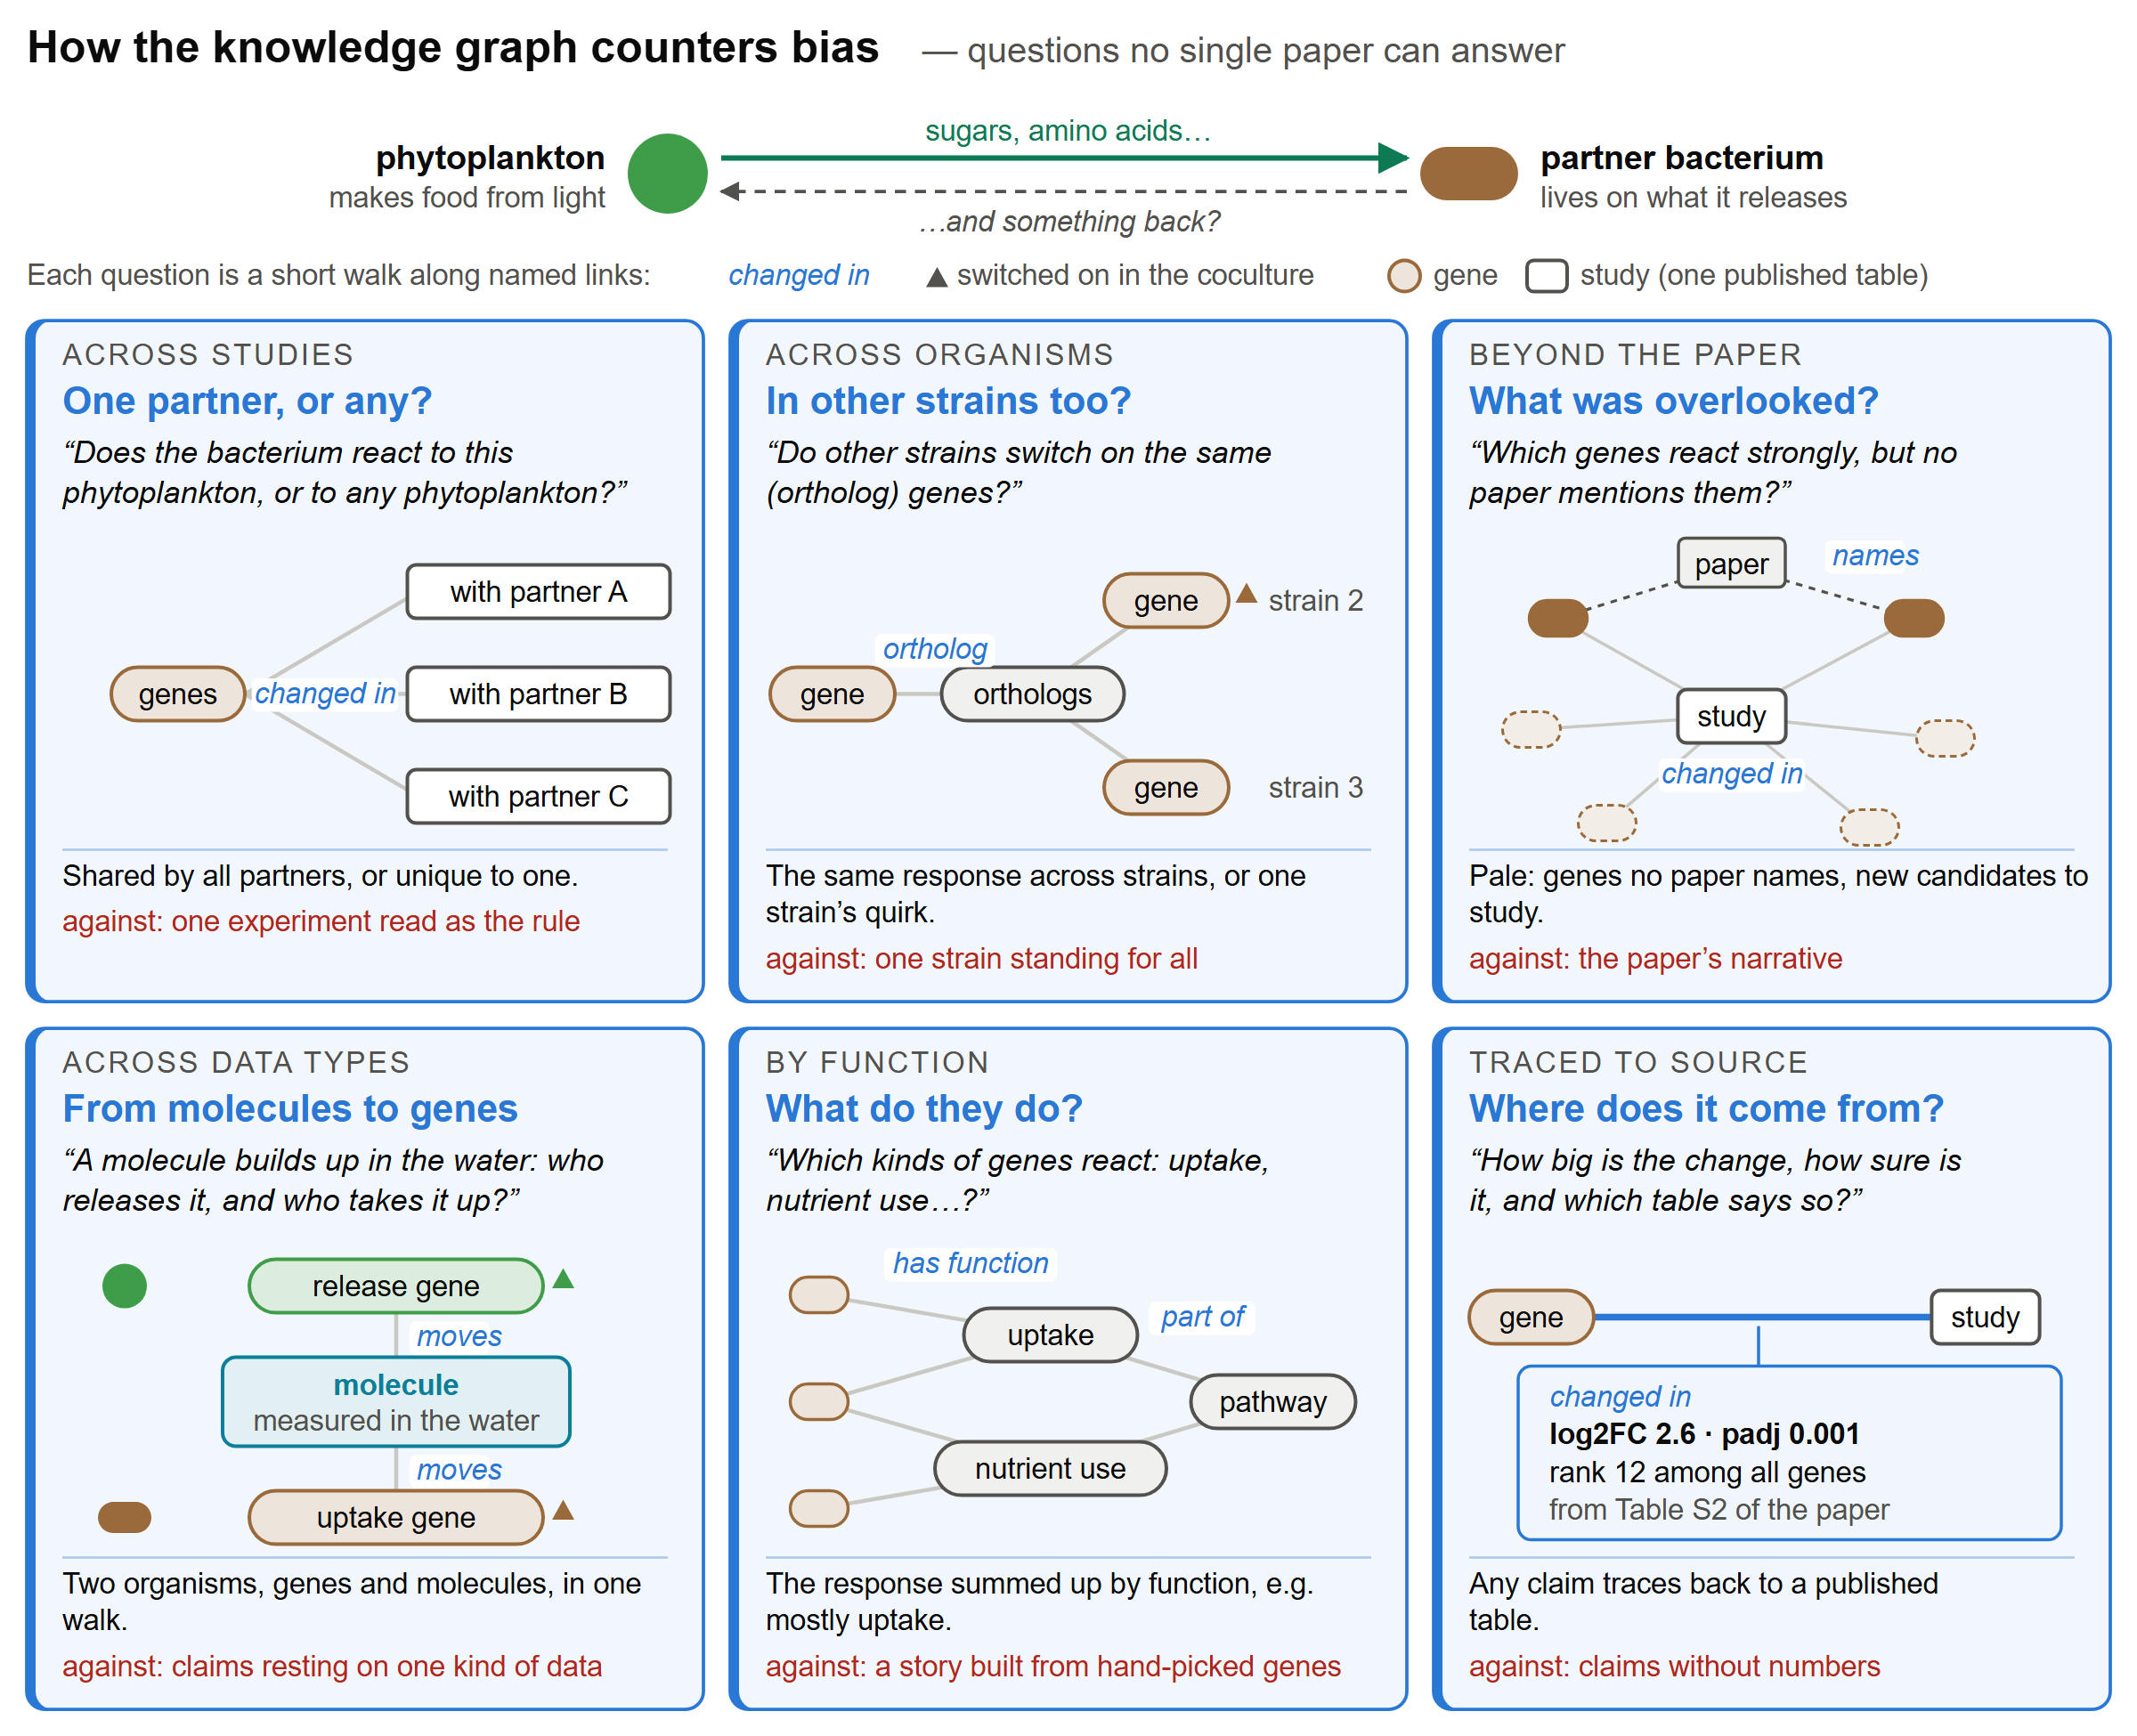 How the knowledge graph counters bias — questions no single paper can answer
sugars, amino acids…
phytoplankton
makes food from light
partner bacterium
lives on what it releases
…and something back?
Each question is a short walk along named links: changed in ▲ switched on in the coculture gene study (one published table)
ACROSS STUDIES
One partner, or any?
“Does the bacterium react to this
phytoplankton, or to any phytoplankton?”
with partner A
genes
changed in
with partner B
with partner C
Shared by all partners, or unique to one.
against: one experiment read as the rule
ACROSS ORGANISMS
In other strains too?
“Do other strains switch on the same
(ortholog) genes?”
gene
strain 2
ortholog
gene
orthologs
gene
strain 3
The same response across strains, or one
strain’s quirk.
against: one strain standing for all
BEYOND THE PAPER
What was overlooked?
“Which genes react strongly, but no
paper mentions them?”
paper
names
study
changed in
Pale: genes no paper names, new candidates to
study.
against: the paper’s narrative
ACROSS DATA TYPES
From molecules to genes
“A molecule builds up in the water: who
releases it, and who takes it up?”
release gene
moves
molecule
measured in the water
moves
uptake gene
Two organisms, genes and molecules, in one
walk.
against: claims resting on one kind of data
BY FUNCTION
What do they do?
“Which kinds of genes react: uptake,
nutrient use…?”
has function
part of
uptake
pathway
nutrient use
The response summed up by function, e.g.
mostly uptake.
against: a story built from hand-picked genes
TRACED TO SOURCE
Where does it come from?
“How big is the change, how sure is
it, and which table says so?”
gene
study
changed in
log2FC 2.6 · padj 0.001
rank 12 among all genes
from Table S2 of the paper
Any claim traces back to a published
table.
against: claims without numbers